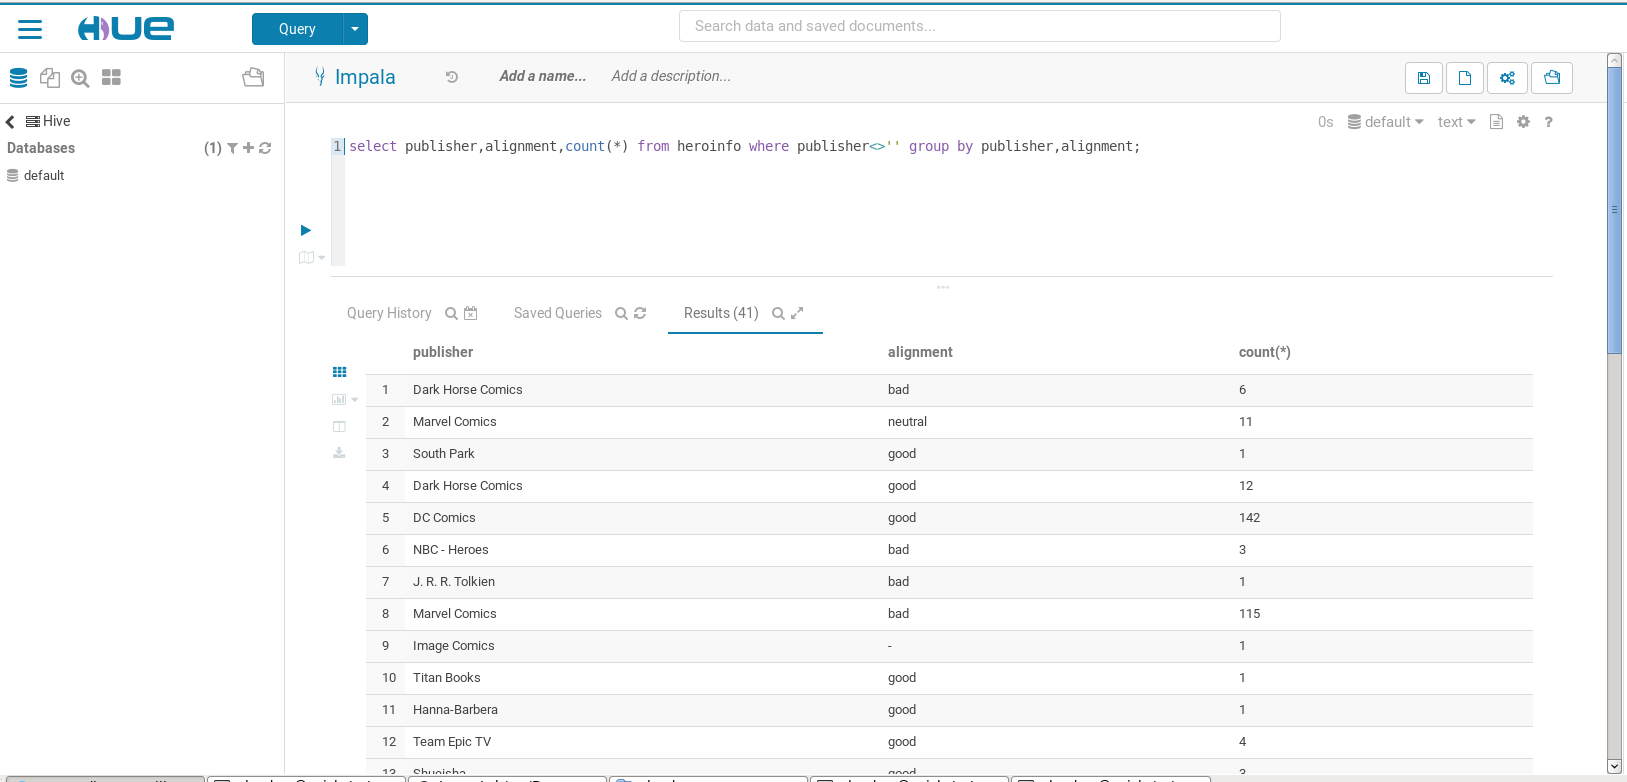 HUE
Query
Search data and saved documents...
Impala
Add a name...
Add a description...
Hive
0s
default
text
?
Databases
(1)
default
1
select publisher,alignment,count(*) from heroinfo where publisher<>'' group by publisher,alignment;
Query History
Saved Queries
Results (41)
publisher alignment count(*)
1 Dark Horse Comics bad 6
2 Marvel Comics neutral 11
3 South Park good 1
4 Dark Horse Comics good 12
5 DC Comics good 142
6 NBC - Heroes bad 3
7 J. R. R. Tolkien bad 1
8 Marvel Comics bad 115
9 Image Comics - 1
10 Titan Books good 1
11 Hanna-Barbera good 1
12 Team Epic TV good 4
13 Shueisha good 3